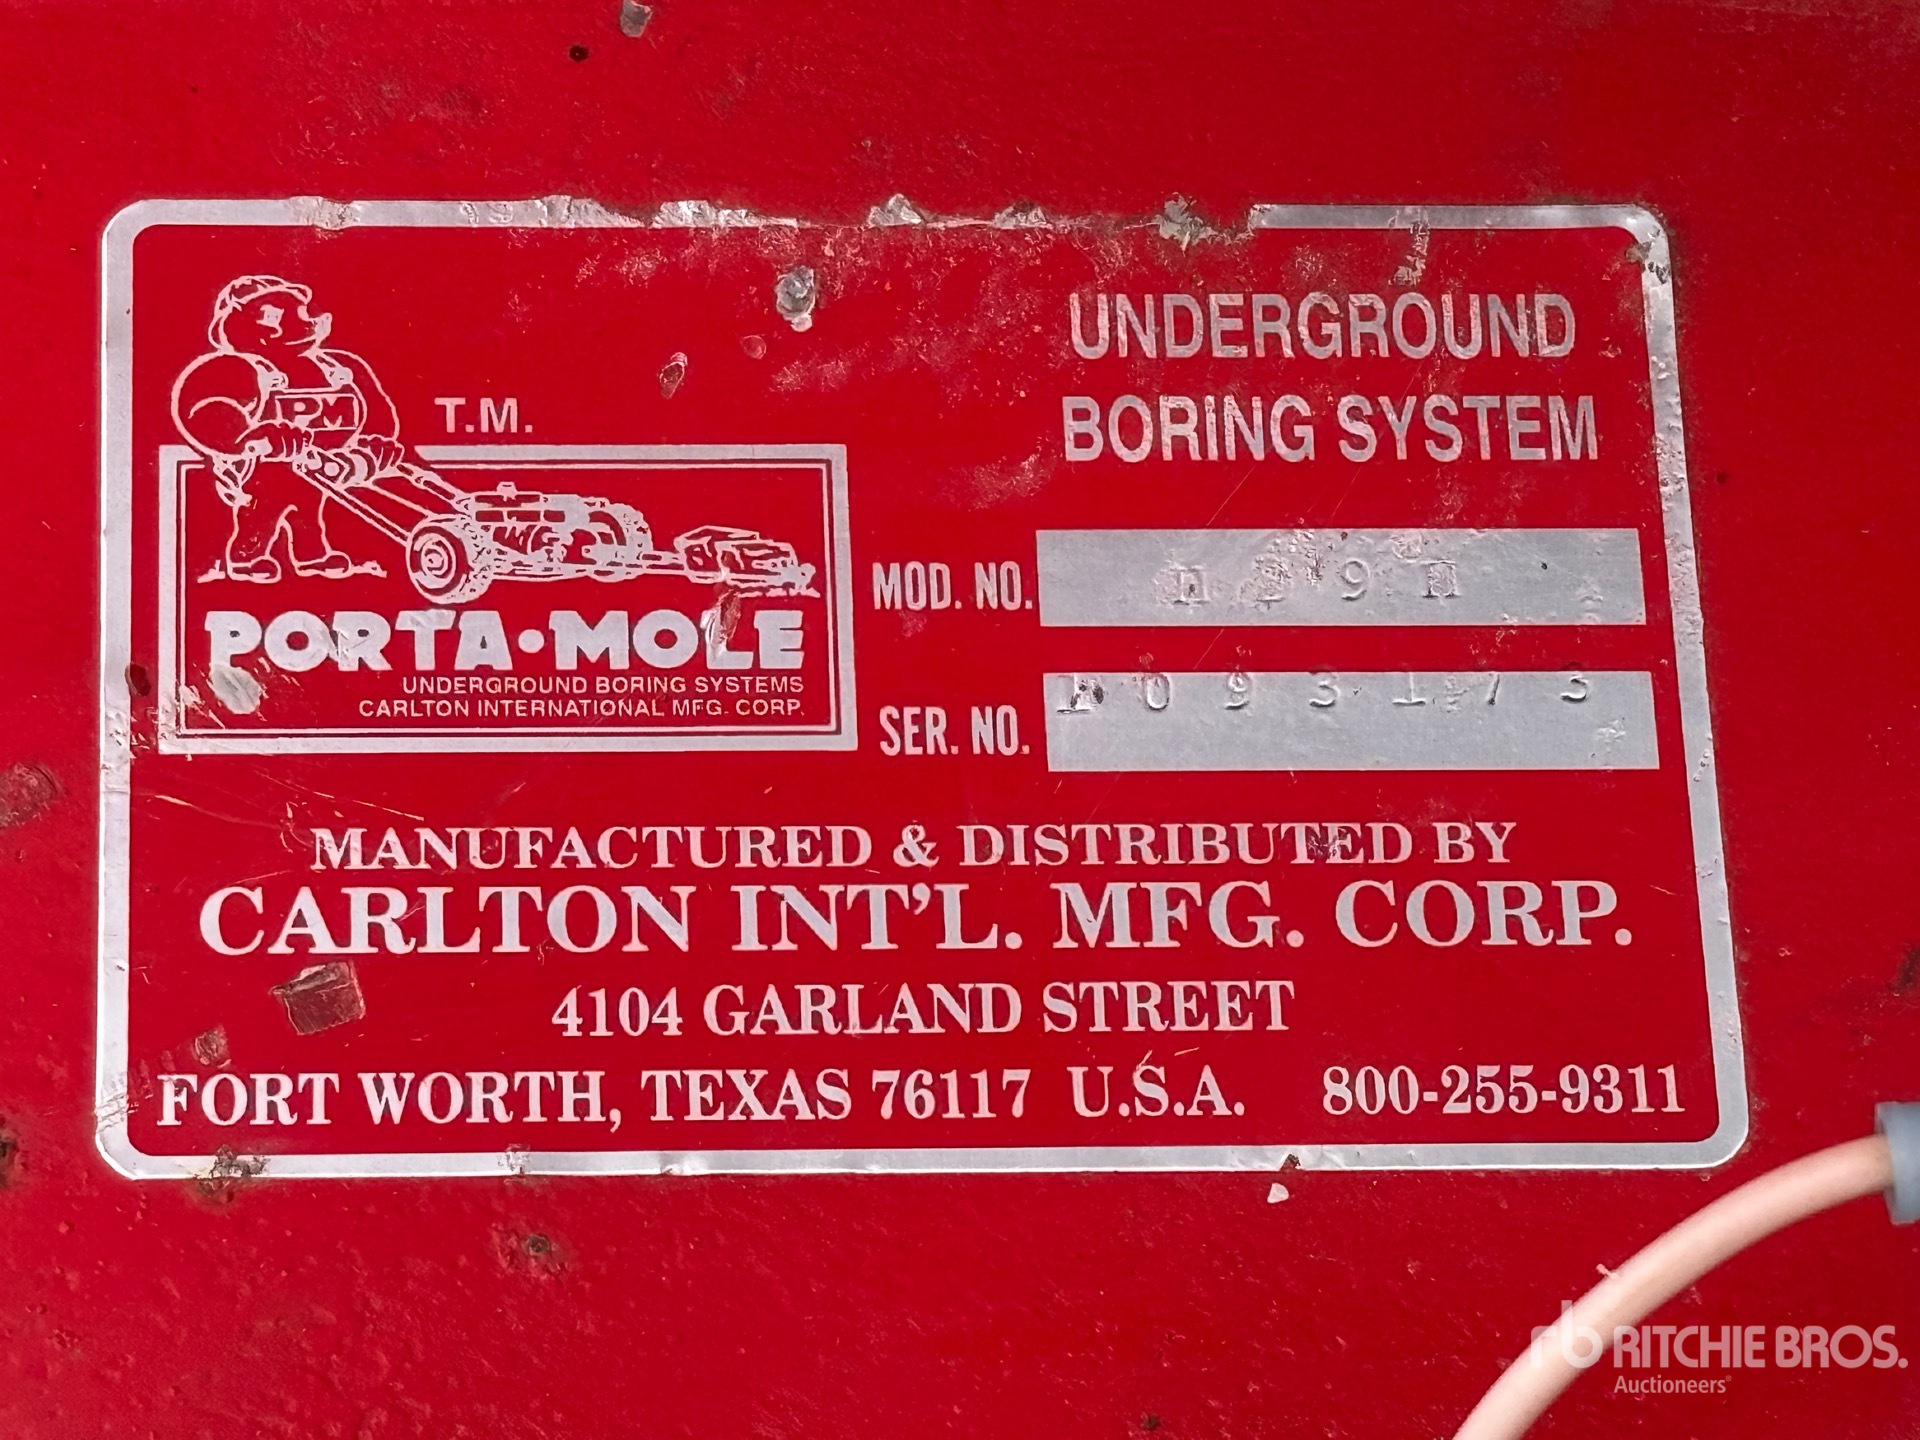 PM
T.M.
PORTA•MOLE
UNDERGROUND BORING SYSTEMS
CARLTON INTERNATIONAL MFG. CORP.
UNDERGROUND
BORING SYSTEM
MOD. NO.
SER. NO.
MANUFACTURED & DISTRIBUTED BY
CARLTON INT'L. MFG. CORP.
4104 GARLAND STREET
FORT WORTH, TEXAS 76117 U.S.A. 800-255-9311
rb RITCHIE BROS.
Auctioneers